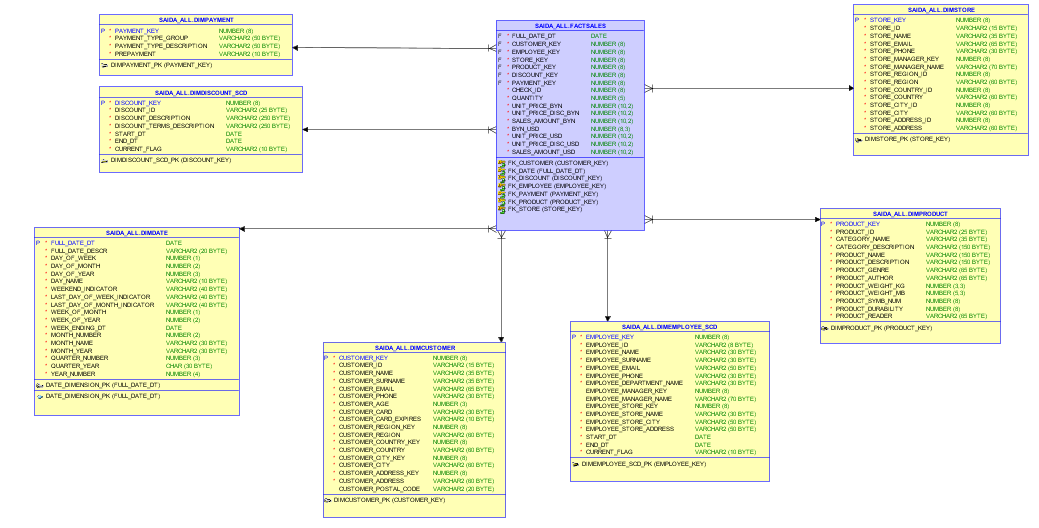 SAIDA_ALL.DIMPAYMENT
P * PAYMENT_KEY NUMBER (8)
* PAYMENT_TYPE_GROUP VARCHAR2 (50 BYTE)
* PAYMENT_TYPE_DESCRIPTION VARCHAR2 (50 BYTE)
* PREPAYMENT VARCHAR2 (10 BYTE)
DIMPAYMENT_PK (PAYMENT_KEY)
SAIDA_ALL.DIMDISCOUNT_SCD
P * DISCOUNT_KEY NUMBER (8)
* DISCOUNT_ID VARCHAR2 (25 BYTE)
* DISCOUNT_DESCRIPTION VARCHAR2 (250 BYTE)
* DISCOUNT_TERMS_DESCRIPTION VARCHAR2 (250 BYTE)
* START_DT DATE
* END_DT DATE
* CURRENT_FLAG VARCHAR2 (10 BYTE)
DIMDISCOUNT_SCD_PK (DISCOUNT_KEY)
SAIDA_ALL.FACTSALES
F * FULL_DATE_DT DATE
F * CUSTOMER_KEY NUMBER (8)
F * EMPLOYEE_KEY NUMBER (8)
F * STORE_KEY NUMBER (8)
F * PRODUCT_KEY NUMBER (8)
F * DISCOUNT_KEY NUMBER (8)
F * PAYMENT_KEY NUMBER (8)
* CHECK_ID NUMBER (8)
* QUANTITY NUMBER (5)
* UNIT_PRICE_BYN NUMBER (10,2)
* UNIT_PRICE_DISC_BYN NUMBER (10,2)
* SALES_AMOUNT_BYN NUMBER (10,2)
* BYN_USD NUMBER (8,3)
* UNIT_PRICE_USD NUMBER (10,2)
* UNIT_PRICE_DISC_USD NUMBER (10,2)
* SALES_AMOUNT_USD NUMBER (10,2)
FK_CUSTOMER (CUSTOMER_KEY)
FK_DATE (FULL_DATE_DT)
FK_DISCOUNT (DISCOUNT_KEY)
FK_EMPLOYEE (EMPLOYEE_KEY)
FK_PAYMENT (PAYMENT_KEY)
FK_PRODUCT (PRODUCT_KEY)
FK_STORE (STORE_KEY)
SAIDA_ALL.DIMSTORE
P * STORE_KEY NUMBER (8)
* STORE_ID VARCHAR2 (15 BYTE)
* STORE_NAME VARCHAR2 (35 BYTE)
* STORE_EMAIL VARCHAR2 (65 BYTE)
* STORE_PHONE VARCHAR2 (30 BYTE)
* STORE_MANAGER_KEY NUMBER (8)
* STORE_MANAGER_NAME VARCHAR2 (70 BYTE)
* STORE_REGION_ID NUMBER (8)
* STORE_REGION VARCHAR2 (60 BYTE)
* STORE_COUNTRY_ID NUMBER (8)
* STORE_COUNTRY VARCHAR2 (60 BYTE)
* STORE_CITY_ID NUMBER (8)
* STORE_CITY VARCHAR2 (60 BYTE)
* STORE_ADDRESS_ID NUMBER (8)
* STORE_ADDRESS VARCHAR2 (60 BYTE)
DIMSTORE_PK (STORE_KEY)
SAIDA_ALL.DIMDATE
P * FULL_DATE_DT DATE
* FULL_DATE_DESCR VARCHAR2 (20 BYTE)
* DAY_OF_WEEK NUMBER (1)
* DAY_OF_MONTH NUMBER (2)
* DAY_OF_YEAR NUMBER (3)
* DAY_NAME VARCHAR2 (10 BYTE)
* WEEKEND_INDICATOR VARCHAR2 (40 BYTE)
* LAST_DAY_OF_WEEK_INDICATOR VARCHAR2 (40 BYTE)
* LAST_DAY_OF_MONTH_INDICATOR VARCHAR2 (40 BYTE)
* WEEK_OF_MONTH NUMBER (1)
* WEEK_OF_YEAR NUMBER (2)
* WEEK_ENDING_DT DATE
* MONTH_NUMBER NUMBER (2)
* MONTH_NAME VARCHAR2 (30 BYTE)
* MONTH_YEAR VARCHAR2 (30 BYTE)
* QUARTER_NUMBER NUMBER (3)
* QUARTER_YEAR CHAR (30 BYTE)
* YEAR_NUMBER NUMBER (4)
DATE_DIMENSION_PK (FULL_DATE_DT)
DATE_DIMENSION_PK (FULL_DATE_DT)
SAIDA_ALL.DIMPRODUCT
P * PRODUCT_KEY NUMBER (8)
* PRODUCT_ID VARCHAR2 (25 BYTE)
* CATEGORY_NAME VARCHAR2 (35 BYTE)
* CATEGORY_DESCRIPTION VARCHAR2 (150 BYTE)
* PRODUCT_NAME VARCHAR2 (150 BYTE)
* PRODUCT_DESCRIPTION VARCHAR2 (150 BYTE)
* PRODUCT_GENRE VARCHAR2 (65 BYTE)
* PRODUCT_AUTHOR VARCHAR2 (65 BYTE)
* PRODUCT_WEIGHT_KG NUMBER (3,3)
* PRODUCT_WEIGHT_MB NUMBER (5,3)
* PRODUCT_SYMB_NUM NUMBER (8)
* PRODUCT_DURABILITY NUMBER (8)
* PRODUCT_READER VARCHAR2 (65 BYTE)
DIMPRODUCT_PK (PRODUCT_KEY)
SAIDA_ALL.DIMCUSTOMER
P * CUSTOMER_KEY NUMBER (8)
* CUSTOMER_ID VARCHAR2 (15 BYTE)
* CUSTOMER_NAME VARCHAR2 (35 BYTE)
* CUSTOMER_SURNAME VARCHAR2 (35 BYTE)
* CUSTOMER_EMAIL VARCHAR2 (65 BYTE)
* CUSTOMER_PHONE VARCHAR2 (30 BYTE)
* CUSTOMER_AGE NUMBER (3)
* CUSTOMER_CARD VARCHAR2 (30 BYTE)
* CUSTOMER_CARD_EXPIRES VARCHAR2 (10 BYTE)
* CUSTOMER_REGION_KEY NUMBER (8)
* CUSTOMER_REGION VARCHAR2 (60 BYTE)
* CUSTOMER_COUNTRY_KEY NUMBER (8)
* CUSTOMER_COUNTRY VARCHAR2 (60 BYTE)
* CUSTOMER_CITY_KEY NUMBER (8)
* CUSTOMER_CITY VARCHAR2 (60 BYTE)
* CUSTOMER_ADDRESS_KEY NUMBER (8)
* CUSTOMER_ADDRESS VARCHAR2 (60 BYTE)
CUSTOMER_POSTAL_CODE VARCHAR2 (20 BYTE)
DIMCUSTOMER_PK (CUSTOMER_KEY)
SAIDA_ALL.DIMEMPLOYEE_SCD
P * EMPLOYEE_KEY NUMBER (8)
* EMPLOYEE_ID VARCHAR2 (8 BYTE)
* EMPLOYEE_NAME VARCHAR2 (30 BYTE)
* EMPLOYEE_SURNAME VARCHAR2 (30 BYTE)
* EMPLOYEE_EMAIL VARCHAR2 (50 BYTE)
* EMPLOYEE_PHONE VARCHAR2 (30 BYTE)
* EMPLOYEE_DEPARTMENT_NAME VARCHAR2 (30 BYTE)
EMPLOYEE_MANAGER_KEY NUMBER (8)
EMPLOYEE_MANAGER_NAME VARCHAR2 (70 BYTE)
* EMPLOYEE_STORE_KEY NUMBER (8)
* EMPLOYEE_STORE_NAME VARCHAR2 (30 BYTE)
* EMPLOYEE_STORE_CITY VARCHAR2 (50 BYTE)
* EMPLOYEE_STORE_ADDRESS VARCHAR2 (50 BYTE)
* START_DT DATE
* END_DT DATE
* CURRENT_FLAG VARCHAR2 (10 BYTE)
DIMEMPLOYEE_SCD_PK (EMPLOYEE_KEY)